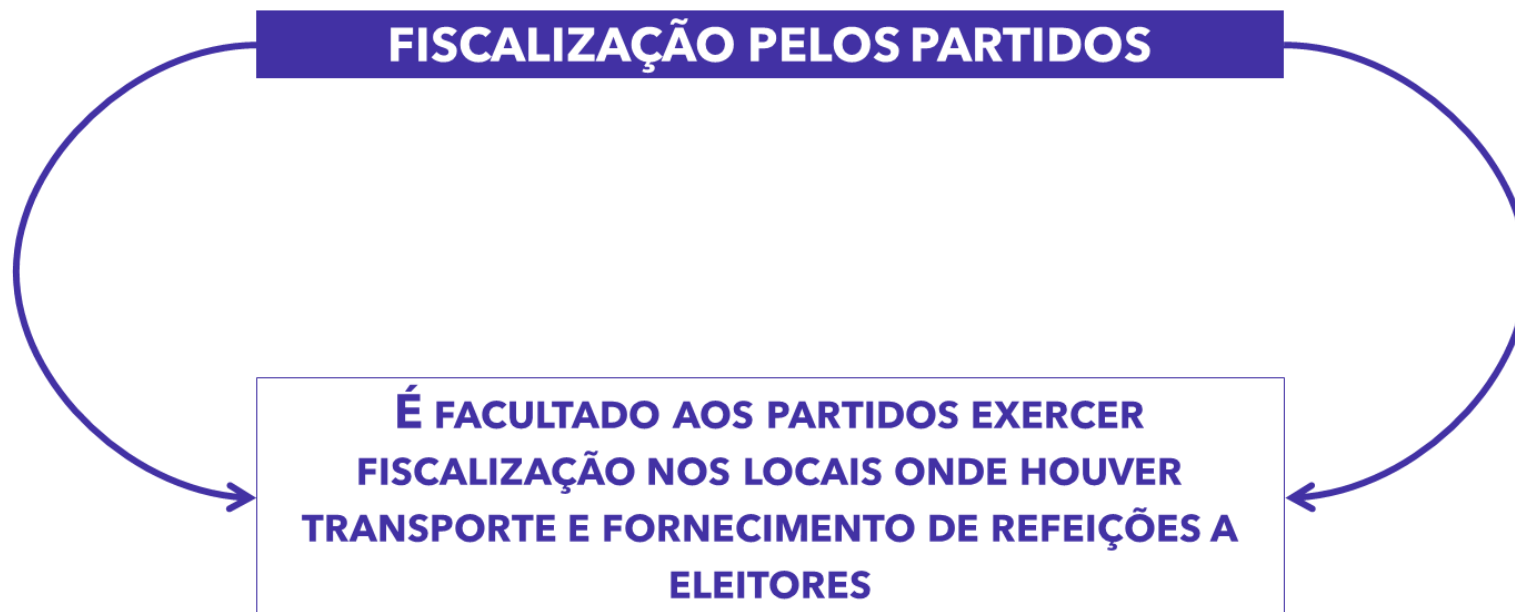 FISCALIZAÇÃO PELOS PARTIDOS
É FACULTADO AOS PARTIDOS EXERCER
FISCALIZAÇÃO NOS LOCAIS ONDE HOUVER
TRANSPORTE E FORNECIMENTO DE REFEIÇÕES A
ELEITORES